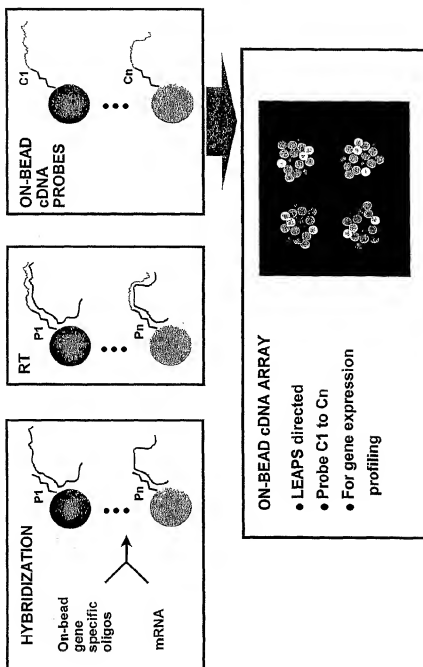 HYBRIDIZATION
P1
On-bead
gene
specific
oligos
mRNA
Pn
RT
P1
Pn
ON-BEAD
cDNA
PROBES
C1
Cn
ON-BEAD cDNA ARRAY
• LEAPS directed
• Probe C1 to Cn
• For gene expression
profiling